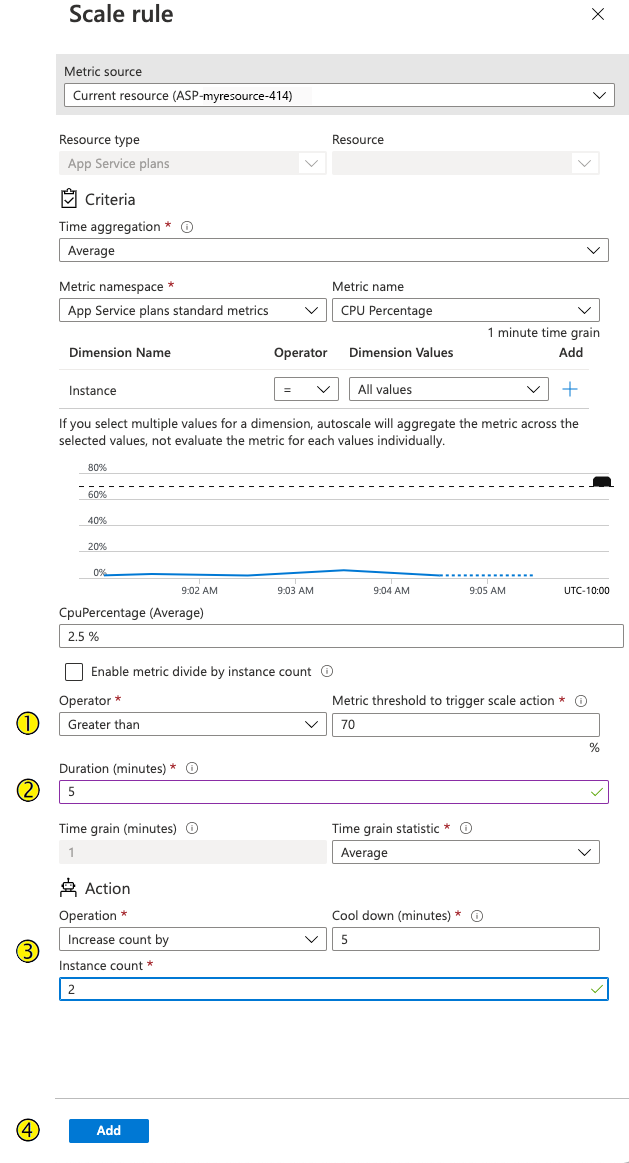 Scale rule
Metric source
Current resource (ASP-myresource-414)
Resource type Resource
App Service plans
Criteria
Time aggregation *
Average
Metric namespace * Metric name
App Service plans standard metrics CPU Percentage
1 minute time grain
Dimension Name Operator Dimension Values Add
Instance = All values +
If you select multiple values for a dimension, autoscale will aggregate the metric across the
selected values, not evaluate the metric for each values individually.
80%
60%
40%
20%
0%
9:02 AM 9:03 AM 9:04 AM 9:05 AM UTC-10:00
CpuPercentage (Average)
2.5 %
Enable metric divide by instance count
Operator * Metric threshold to trigger scale action *
1 Greater than 70
%
Duration (minutes) *
2 5
Time grain (minutes) Time grain statistic *
1 Average
Action
Operation * Cool down (minutes) *
3 Increase count by 5
Instance count *
2
4 Add